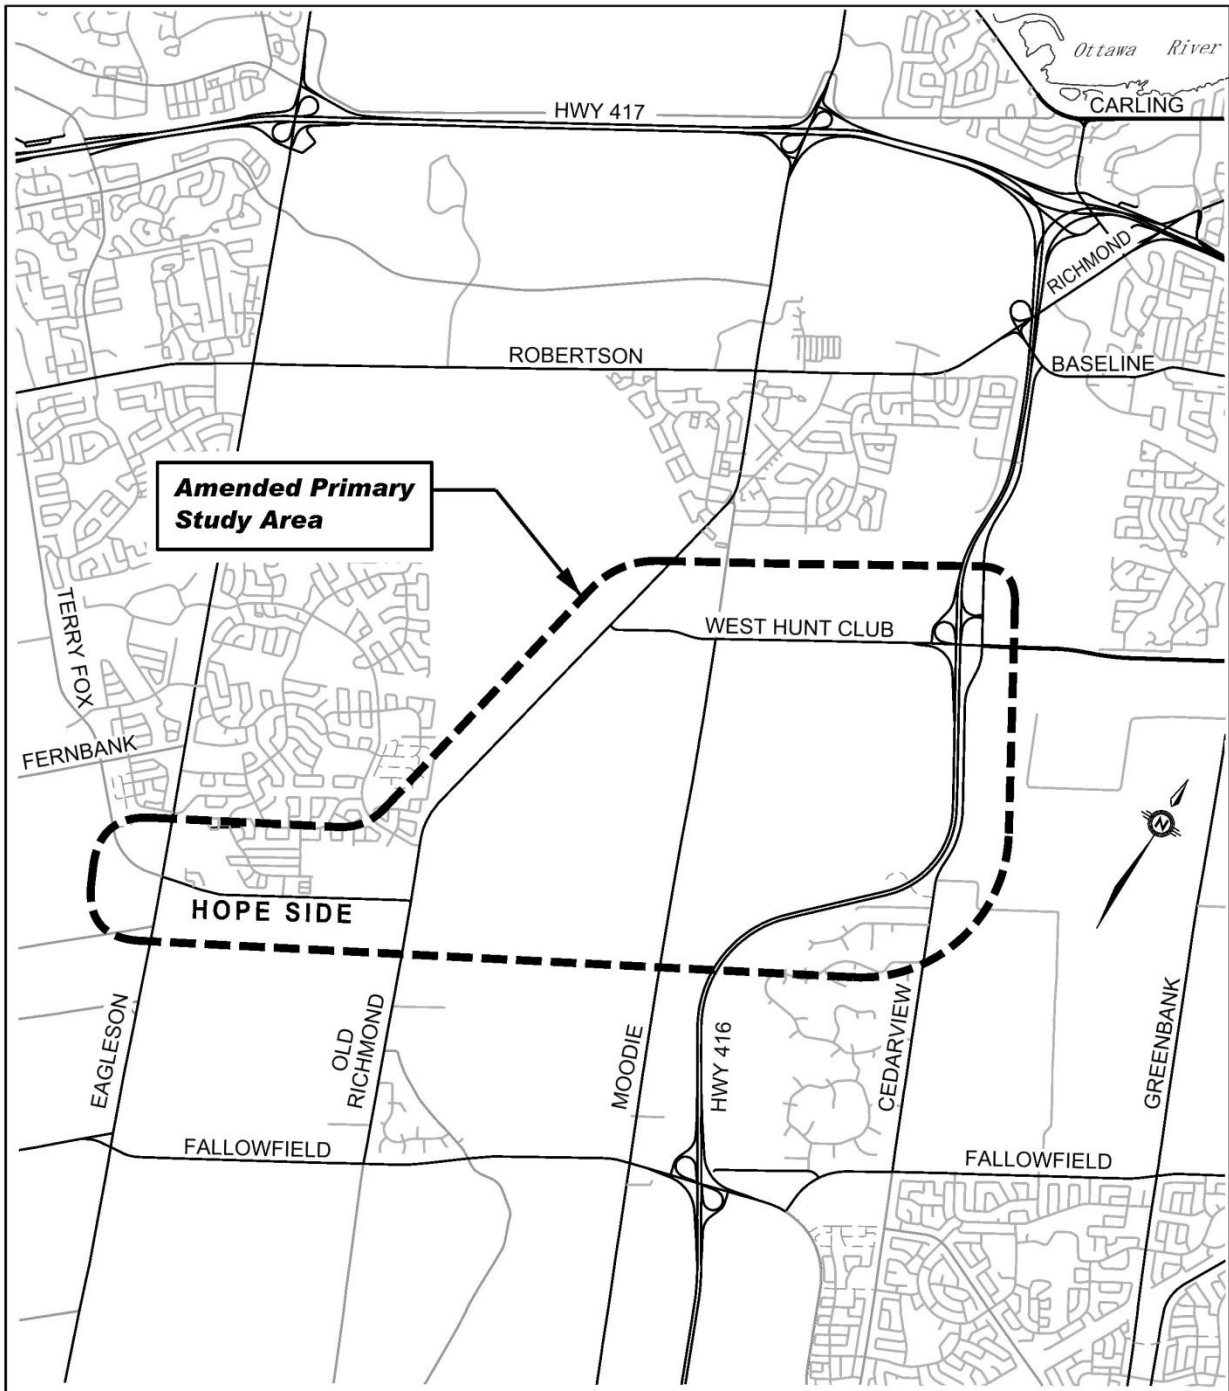 Ottawa River
CARLING
HWY 417
RICHMOND
ROBERTSON
BASELINE
Amended Primary
Study Area
TERRY FOX
WEST HUNT CLUB
FERNBANK
N
HOPE SIDE
EAGLESON
OLD
RICHMOND
MOODIE
HWY 416
CEDARVIEW
GREENBANK
FALLOWFIELD
FALLOWFIELD